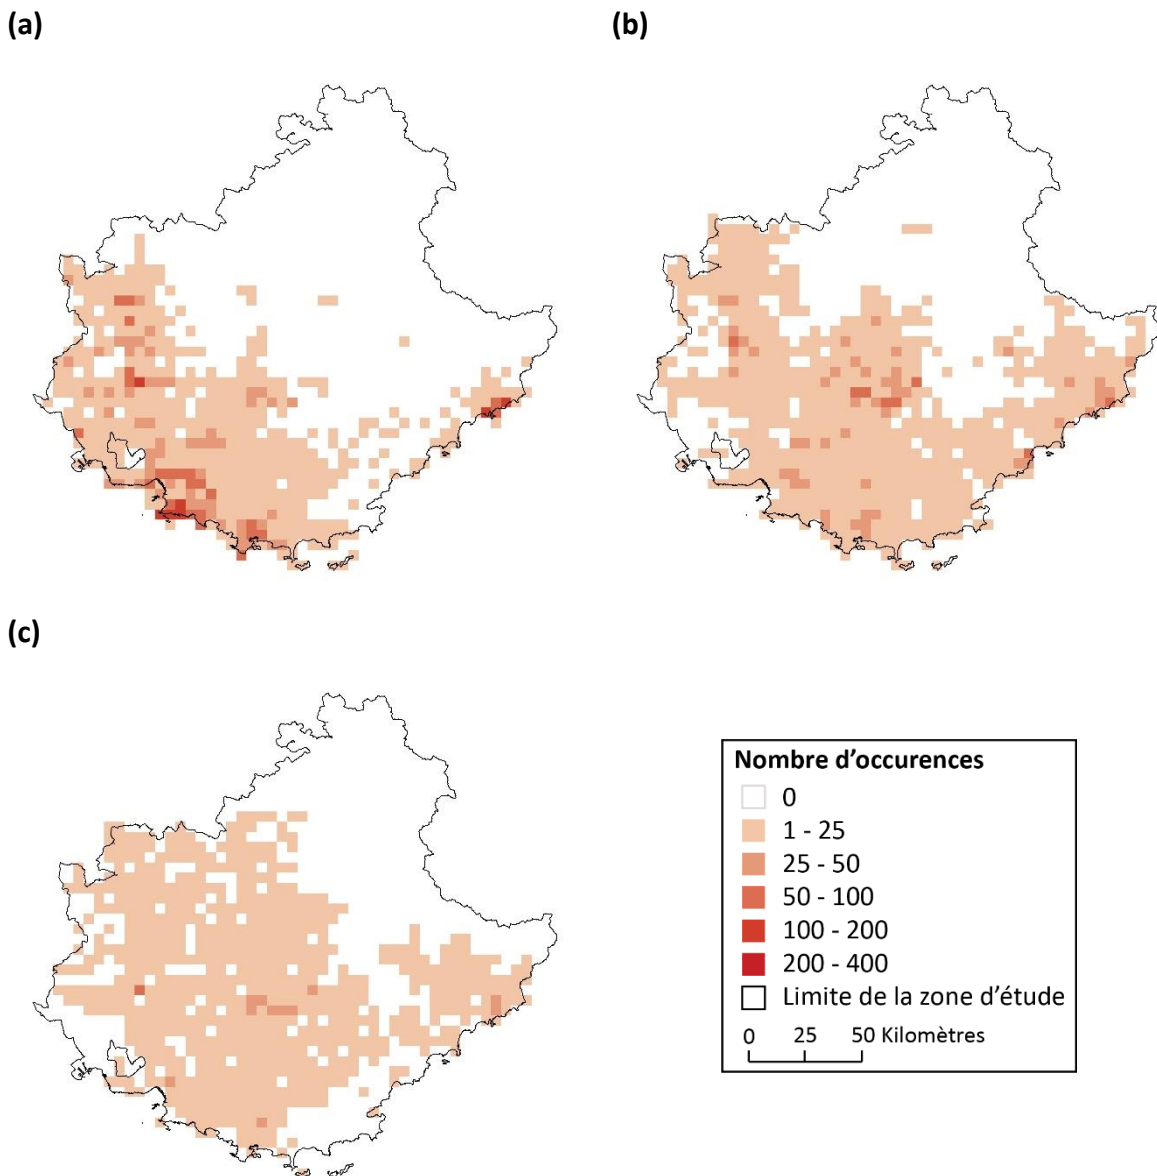 (a)
(b)
(c)
Nombre d'occurences
0
1 - 25
25 - 50
50 - 100
100 - 200
200 - 400
Limite de la zone d'étude
0 25 50 Kilomètres